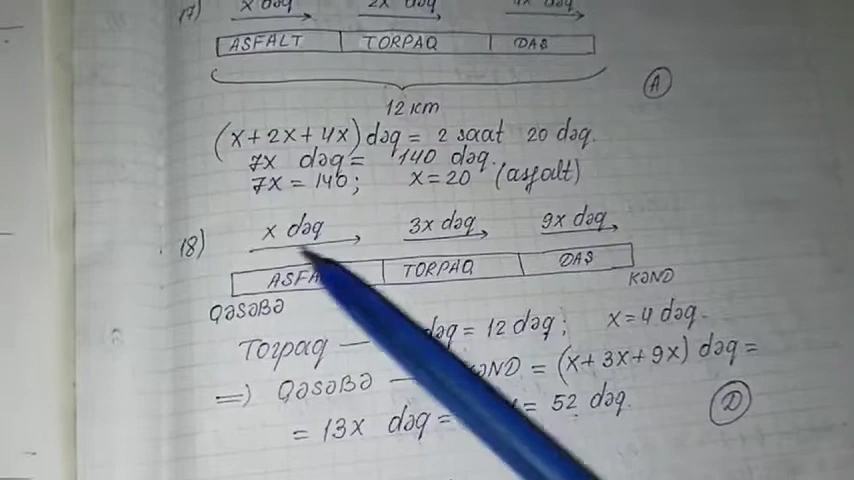 17) x dəq 2x dəq 4x dəq
ASFALT TORPAQ DAŞ
12 km
A
(x+2x+4x) dəq = 2 saat 20 dəq.
7x dəq = 140 dəq.
7x = 140; x=20 (asfalt)
18) x dəq 3x dəq 9x dəq
TORPAQ DAŞ
QƏSƏBƏ KƏND
Torpaq — dəq = 12 dəq; x=4 dəq.
=> QƏSƏBƏ — = (x+3x+9x) dəq =
= 13x dəq = = 52 dəq.
D